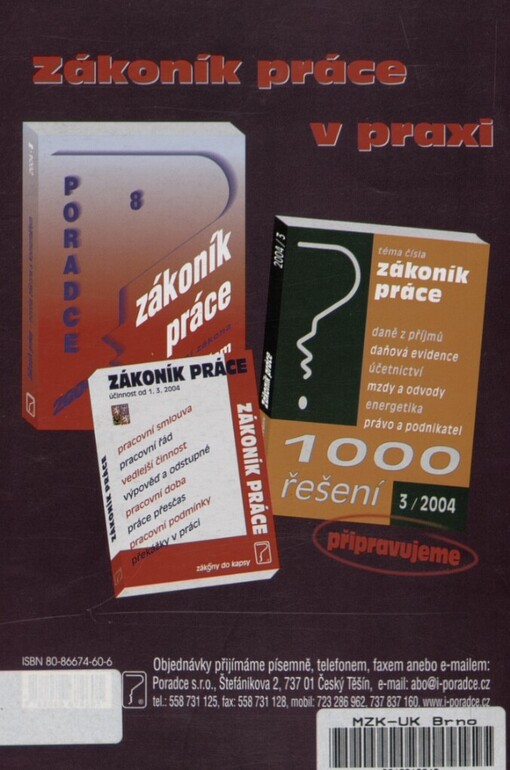 Zákoník práce
v praxi
PORADCE
8
zákoník
práce
2004/3
zákoník práce
téma čísla
zákoník
práce
daně z příjmů
daňová evidence
účetnictví
mzdy a odvody
energetika
právo a podnikatel
1000
řešení
3/2004
připravujeme
ZÁKONÍK PRÁCE
účinnost od 1. 3. 2004
ZÁKONÍK PRÁCE
ZÁKONÍK PRÁCE
pracovní smlouva
pracovní řád
vedlejší činnost
výpověď a odstupné
pracovní doba
práce přesčas
pracovní podmínky
překážky v práci
zákony do kapsy
ISBN 80-86674-60-6
Objednávky přijímáme písemně, telefonem, faxem anebo e-mailem:
Poradce s.r.o., Štefánikova 2, 737 01 Český Těšín, e-mail: abo@i-poradce.cz
tel.: 558 731 125, fax: 558 731 128, mobil: 723 286 962, 737 837 160, www.i-poradce.cz
MZK-UK Brno